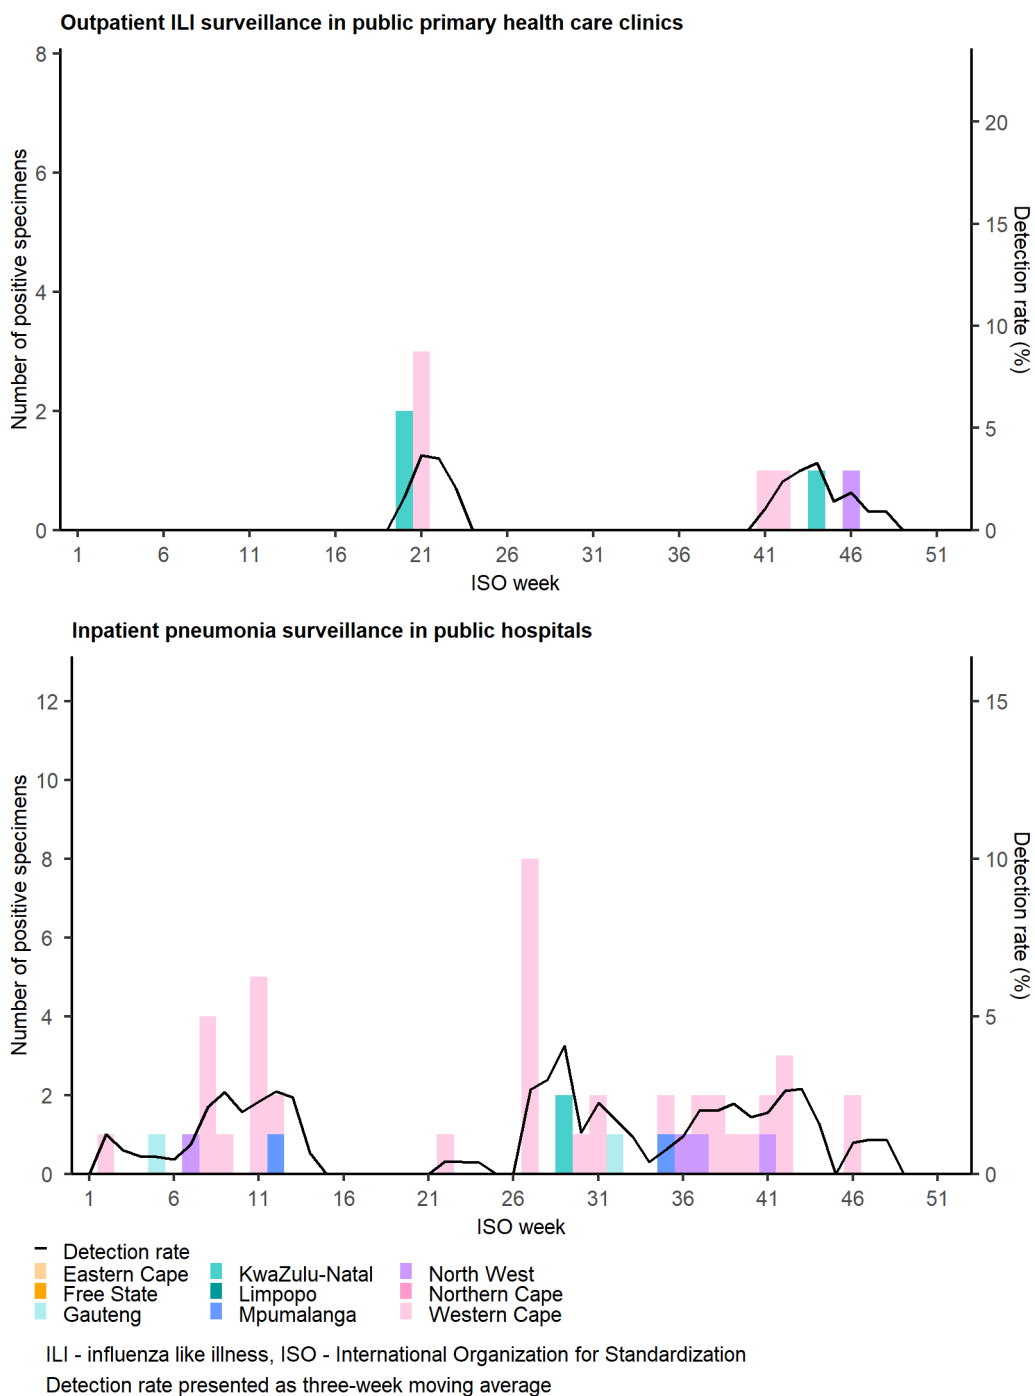 Outpatient ILI surveillance in public primary health care clinics
8
6
4
2
0
Number of positive specimens
20
15
10
5
0
Detection rate (%)
1 6 11 16 21 26 31 36 41 46 51
ISO week
Inpatient pneumonia surveillance in public hospitals
12
10
8
6
4
2
0
Number of positive specimens
15
10
5
0
Detection rate (%)
1 6 11 16 21 26 31 36 41 46 51
ISO week
Detection rate
Eastern Cape KwaZulu-Natal North West
Free State Limpopo Northern Cape
Gauteng Mpumalanga Western Cape
ILI - influenza like illness, ISO - International Organization for Standardization
Detection rate presented as three-week moving average